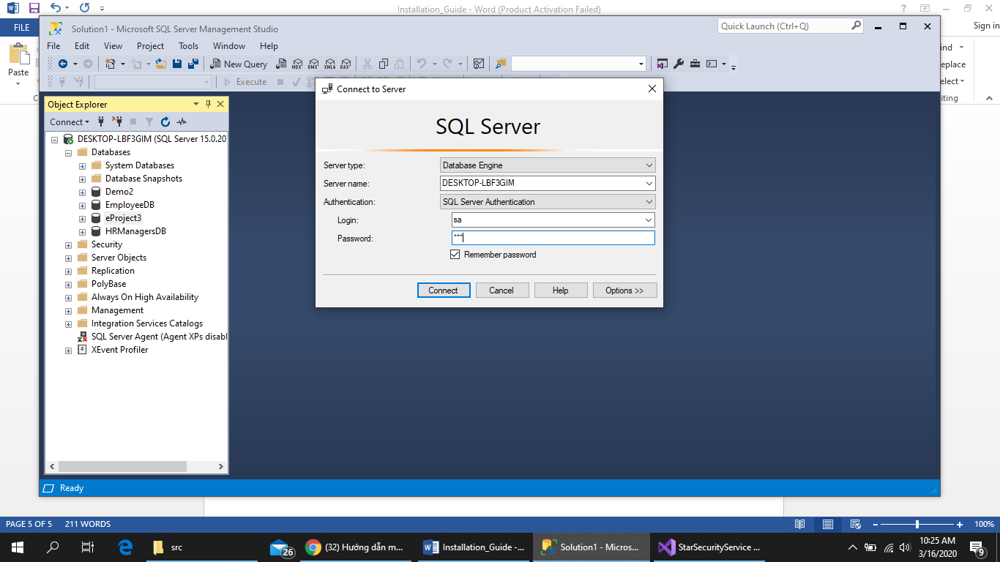 Installation_Guide - Word (Product Activation Failed)
FILE
Sign in
Paste
Solution1 - Microsoft SQL Server Management Studio
Quick Launch (Ctrl+Q)
File Edit View Project Tools Window Help
New Query
MDX DMX XMLA DAX
Execute
Object Explorer
Connect
DESKTOP-LBF3GIM (SQL Server 15.0.20
Databases
System Databases
Database Snapshots
Demo2
EmployeeDB
eProject3
HRManagersDB
Security
Server Objects
Replication
PolyBase
Always On High Availability
Management
Integration Services Catalogs
SQL Server Agent (Agent XPs disabl
XEvent Profiler
Connect to Server
SQL Server
Server type: Database Engine
Server name: DESKTOP-LBF3GIM
Authentication: SQL Server Authentication
Login: sa
Password: ***
Remember password
Connect Cancel Help Options >>
ind
eplace
elect
iting
Ready
PAGE 5 OF 5 211 WORDS
100%
src
26
(32) Hướng dẫn m...
Installation_Guide -...
Solution1 - Micros...
StarSecurityService ...
10:25 AM
3/16/2020
9